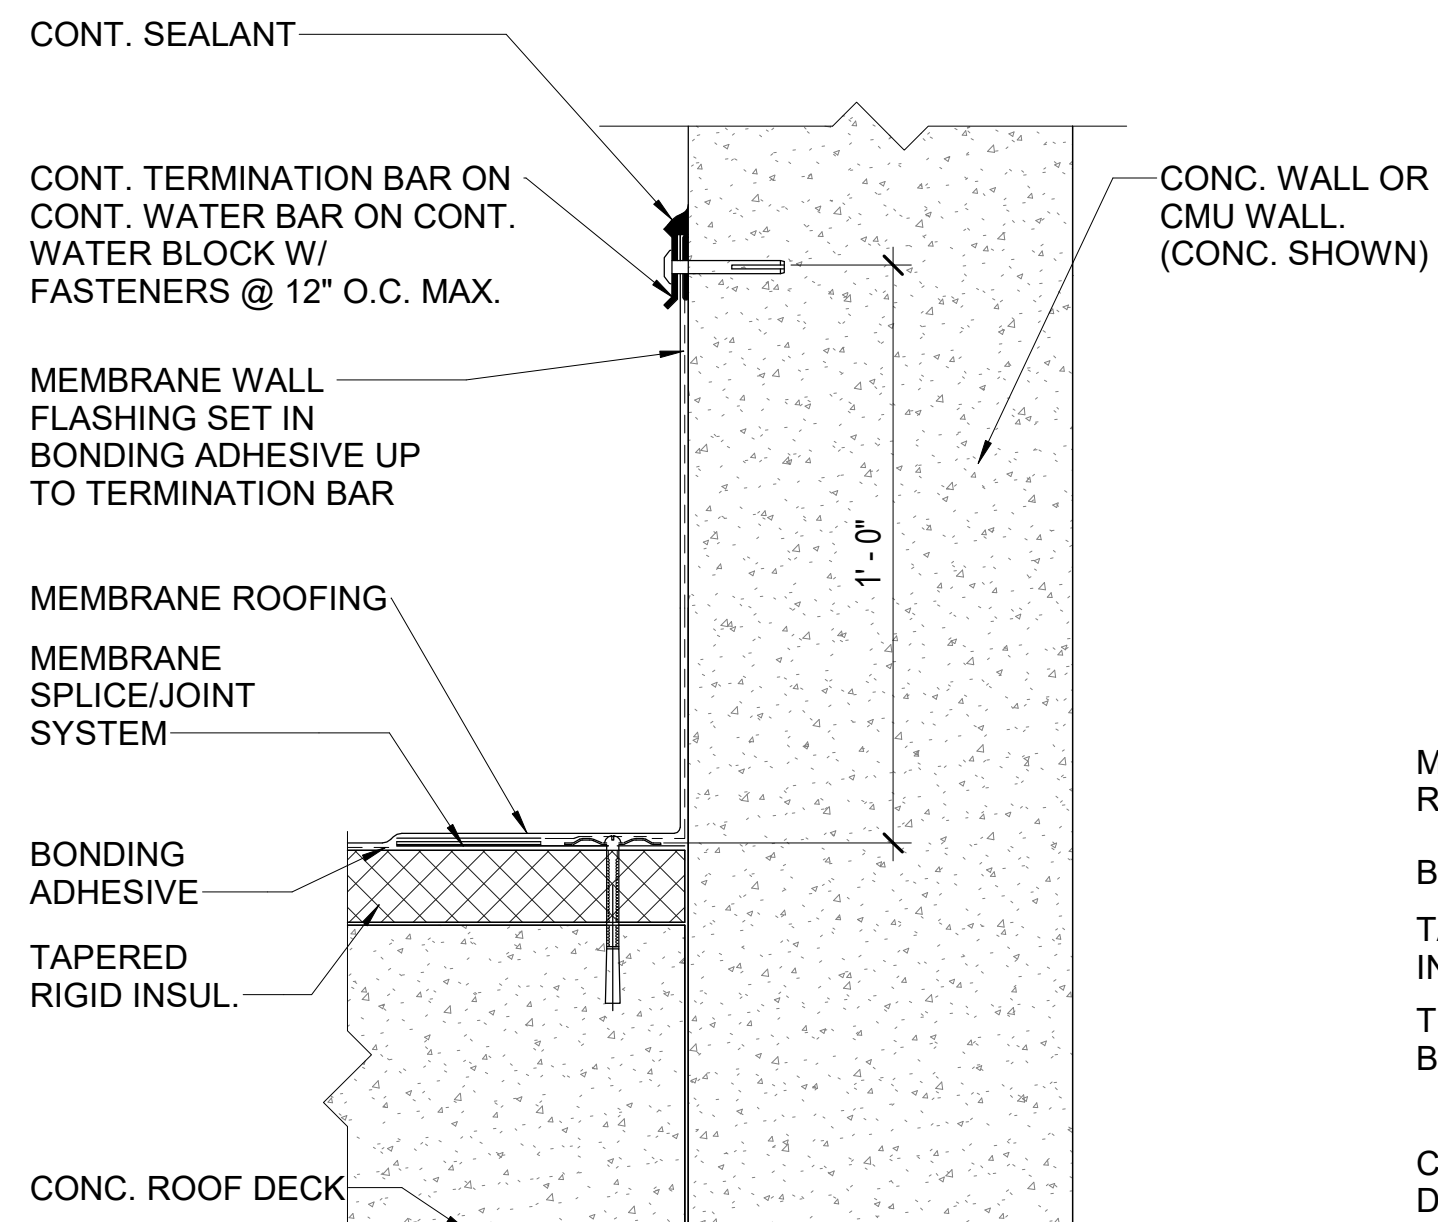 CONT. SEALANT
CONT. TERMINATION BAR ON
CONT. WATER BAR ON CONT.
WATER BLOCK W/
FASTENERS @ 12" O.C. MAX.
MEMBRANE WALL
FLASHING SET IN
BONDING ADHESIVE UP
TO TERMINATION BAR
MEMBRANE ROOFING
MEMBRANE
SPLICE/JOINT
SYSTEM
BONDING
ADHESIVE
TAPERED
RIGID INSUL.
CONC. ROOF DECK
1' - 0"
CONC. WALL OR
CMU WALL.
(CONC. SHOWN)